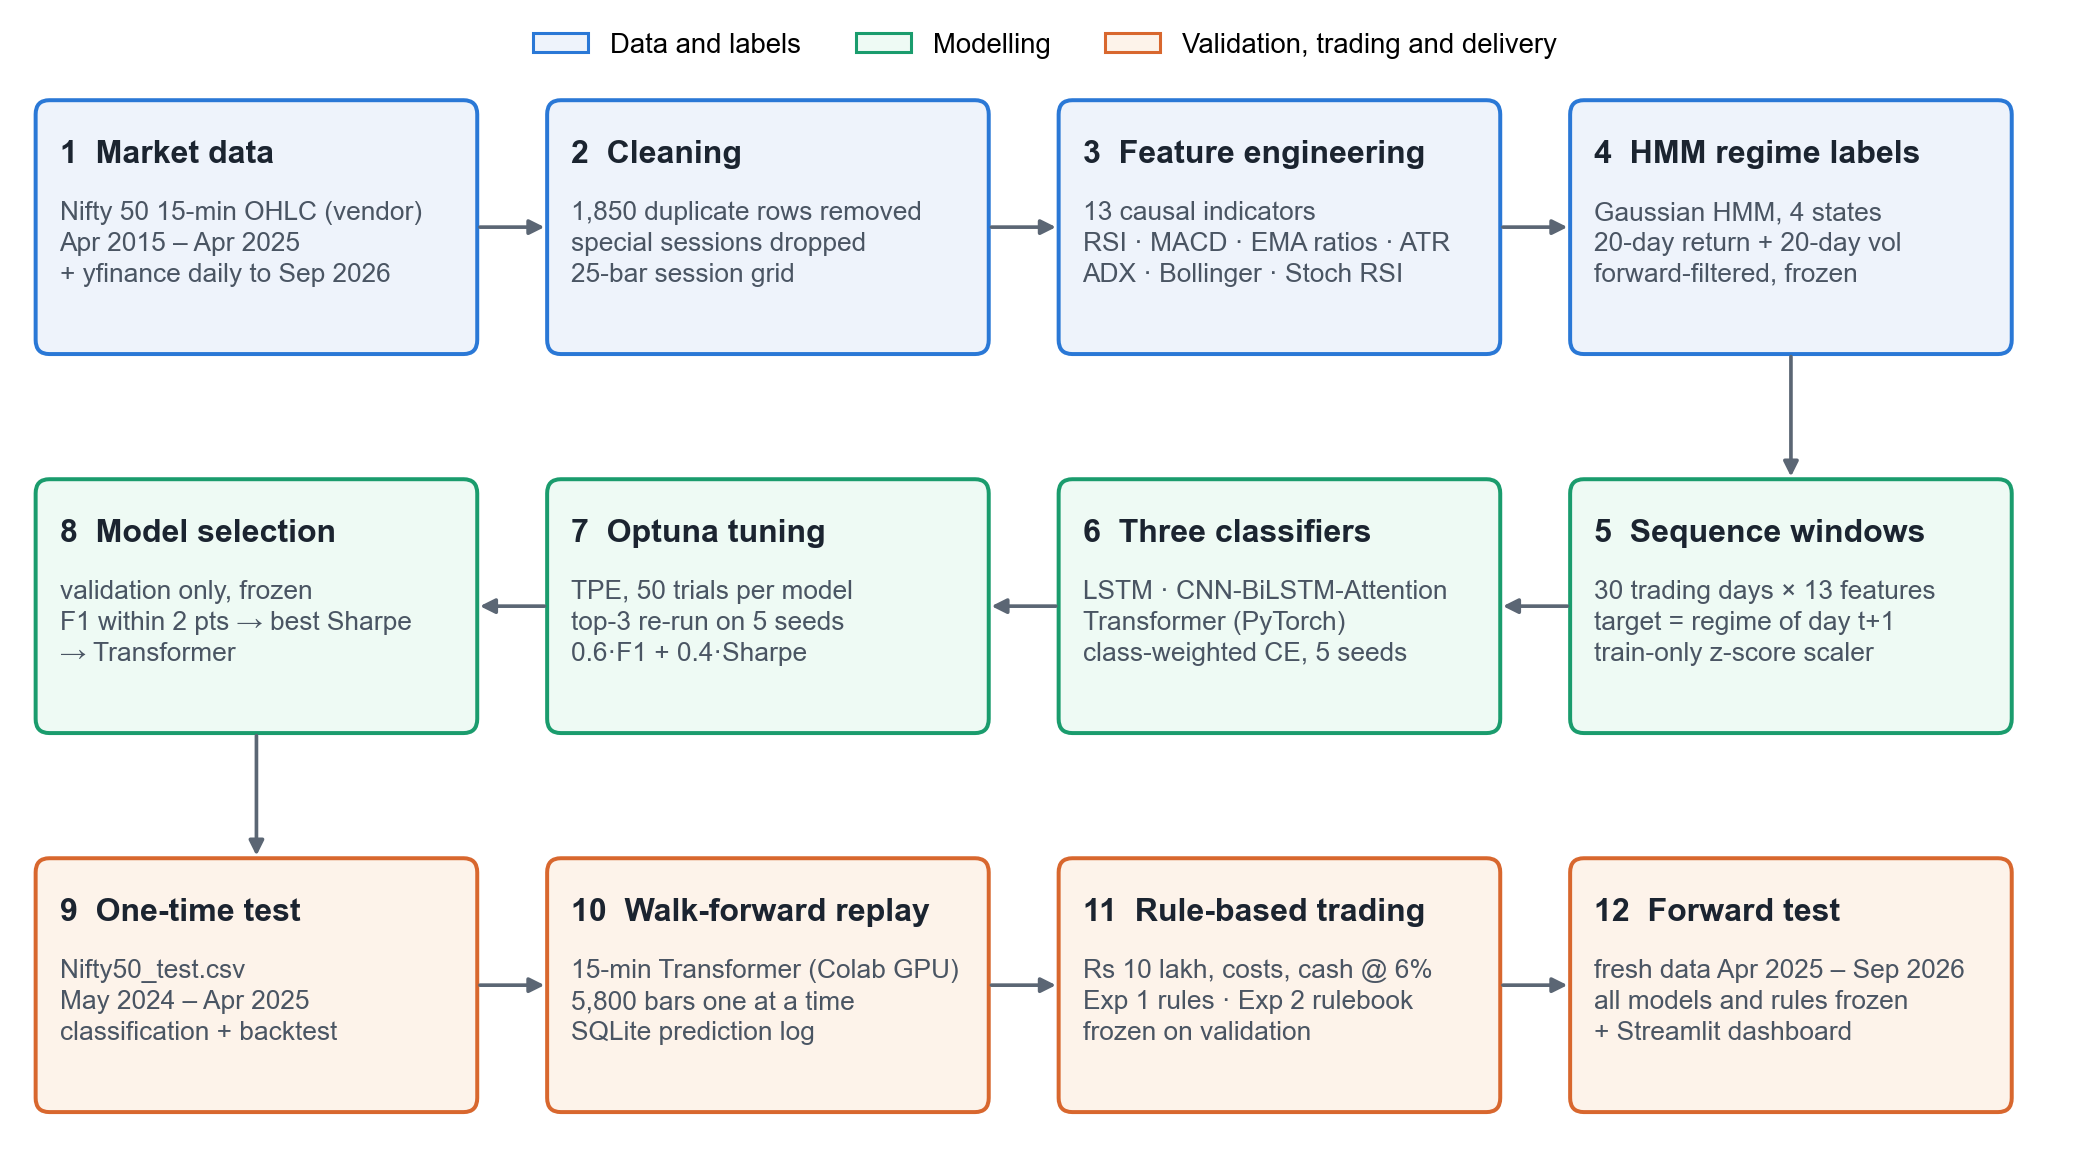 Data and labels
Modelling
Validation, trading and delivery
1 Market data
Nifty 50 15-min OHLC (vendor)
Apr 2015 – Apr 2025
+ yfinance daily to Sep 2026
2 Cleaning
1,850 duplicate rows removed
special sessions dropped
25-bar session grid
3 Feature engineering
13 causal indicators
RSI · MACD · EMA ratios · ATR
ADX · Bollinger · Stoch RSI
4 HMM regime labels
Gaussian HMM, 4 states
20-day return + 20-day vol
forward-filtered, frozen
5 Sequence windows
30 trading days × 13 features
target = regime of day t+1
train-only z-score scaler
6 Three classifiers
LSTM · CNN-BiLSTM-Attention
Transformer (PyTorch)
class-weighted CE, 5 seeds
7 Optuna tuning
TPE, 50 trials per model
top-3 re-run on 5 seeds
0.6·F1 + 0.4·Sharpe
8 Model selection
validation only, frozen
F1 within 2 pts → best Sharpe
→ Transformer
9 One-time test
Nifty50_test.csv
May 2024 – Apr 2025
classification + backtest
10 Walk-forward replay
15-min Transformer (Colab GPU)
5,800 bars one at a time
SQLite prediction log
11 Rule-based trading
Rs 10 lakh, costs, cash @ 6%
Exp 1 rules · Exp 2 rulebook
frozen on validation
12 Forward test
fresh data Apr 2025 – Sep 2026
all models and rules frozen
+ Streamlit dashboard